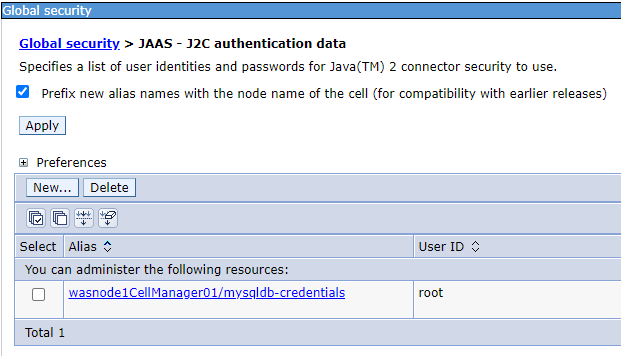 Global security
Global security > JAAS - J2C authentication data
Specifies a list of user identities and passwords for Java(TM) 2 connector security to use.
Prefix new alias names with the node name of the cell (for compatibility with earlier releases)
Apply
Preferences
New... Delete
Select Alias User ID
You can administer the following resources:
wasnode1CellManager01/mysqldb-credentials root
Total 1